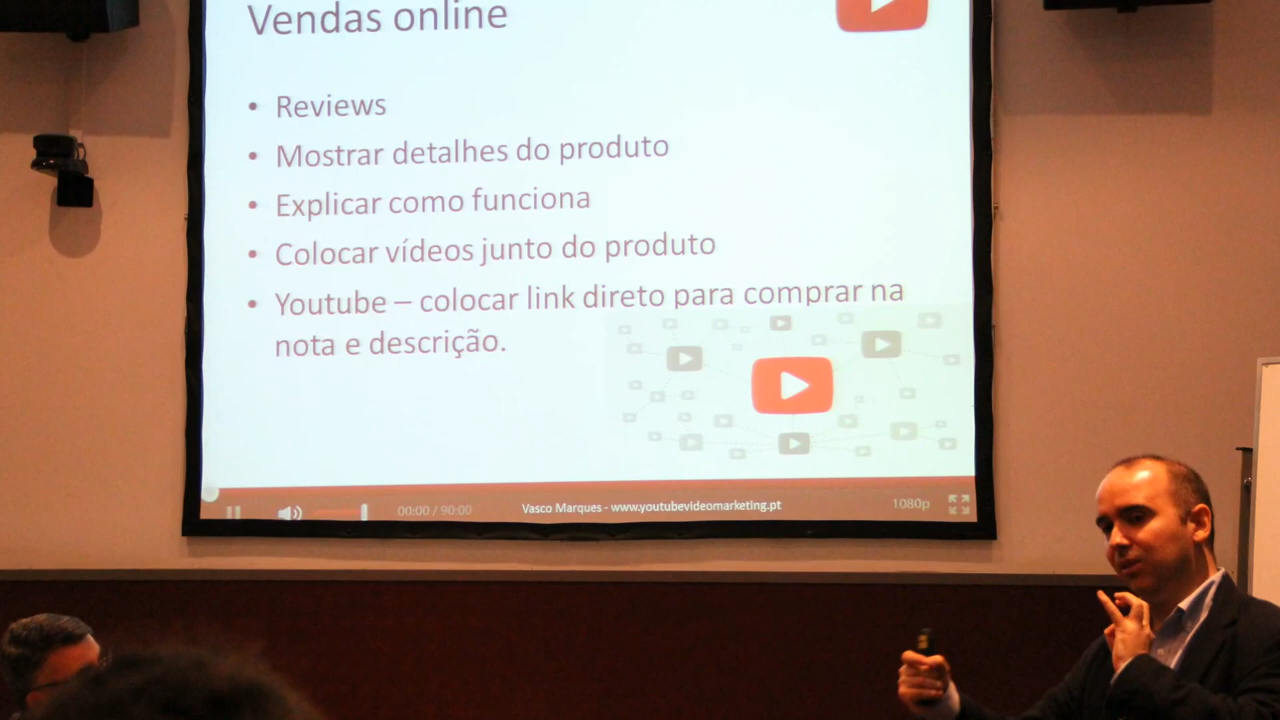 Vendas online
• Reviews
• Mostrar detalhes do produto
• Explicar como funciona
• Colocar vídeos junto do produto
• Youtube – colocar link direto para comprar na
nota e descrição.
00:00 / 90:00 Vasco Marques - www.youtubevideomarketing.pt 1080p